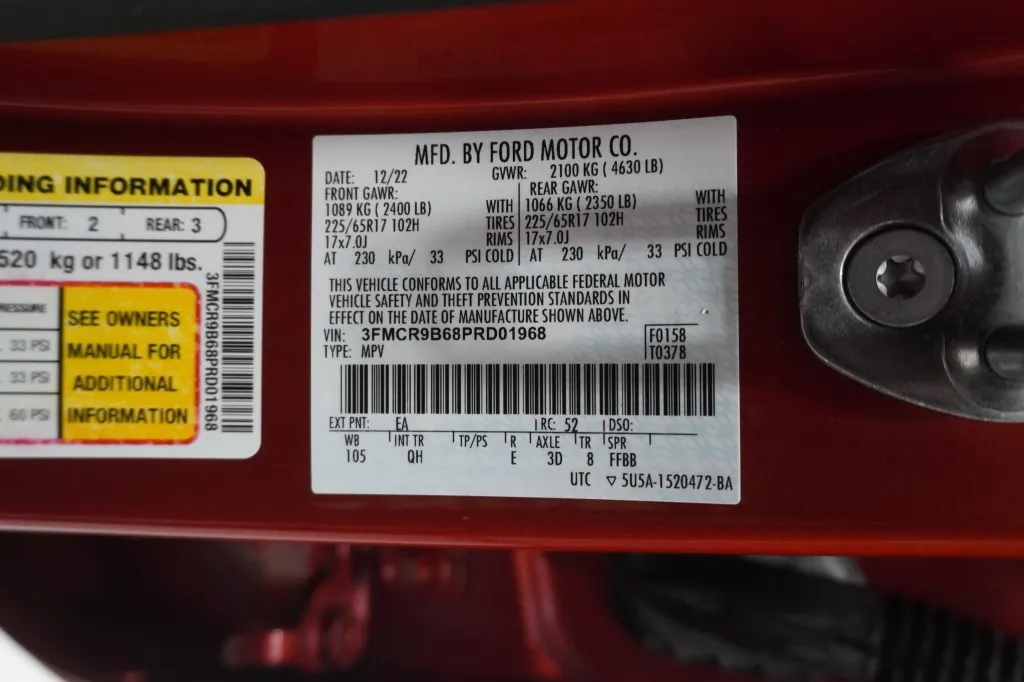 DING INFORMATION
FRONT: 2 REAR: 3
520 kg or 1148 lbs.
PRESSURE
33 PSI
33 PSI
60 PSI
SEE OWNERS
MANUAL FOR
ADDITIONAL
INFORMATION
3FMCR9B68PRD01968
MFD. BY FORD MOTOR CO.
DATE: 12/22 GVWR: 2100 KG ( 4630 LB)
FRONT GAWR: REAR GAWR:
1089 KG ( 2400 LB) WITH 1066 KG ( 2350 LB) WITH
225/65R17 102H TIRES 225/65R17 102H TIRES
17x7.0J RIMS 17x7.0J RIMS
AT 230 kPa/ 33 PSI COLD AT 230 kPa/ 33 PSI COLD
THIS VEHICLE CONFORMS TO ALL APPLICABLE FEDERAL MOTOR
VEHICLE SAFETY AND THEFT PREVENTION STANDARDS IN
EFFECT ON THE DATE OF MANUFACTURE SHOWN ABOVE.
VIN: 3FMCR9B68PRD01968 F0158
TYPE: MPV T0378
EXT PNT: EA RC: 52 DSO:
WB INT TR TP/PS R AXLE TR SPR
105 QH E 3D 8 FFBB
UTC ▽ 5U5A-1520472-BA